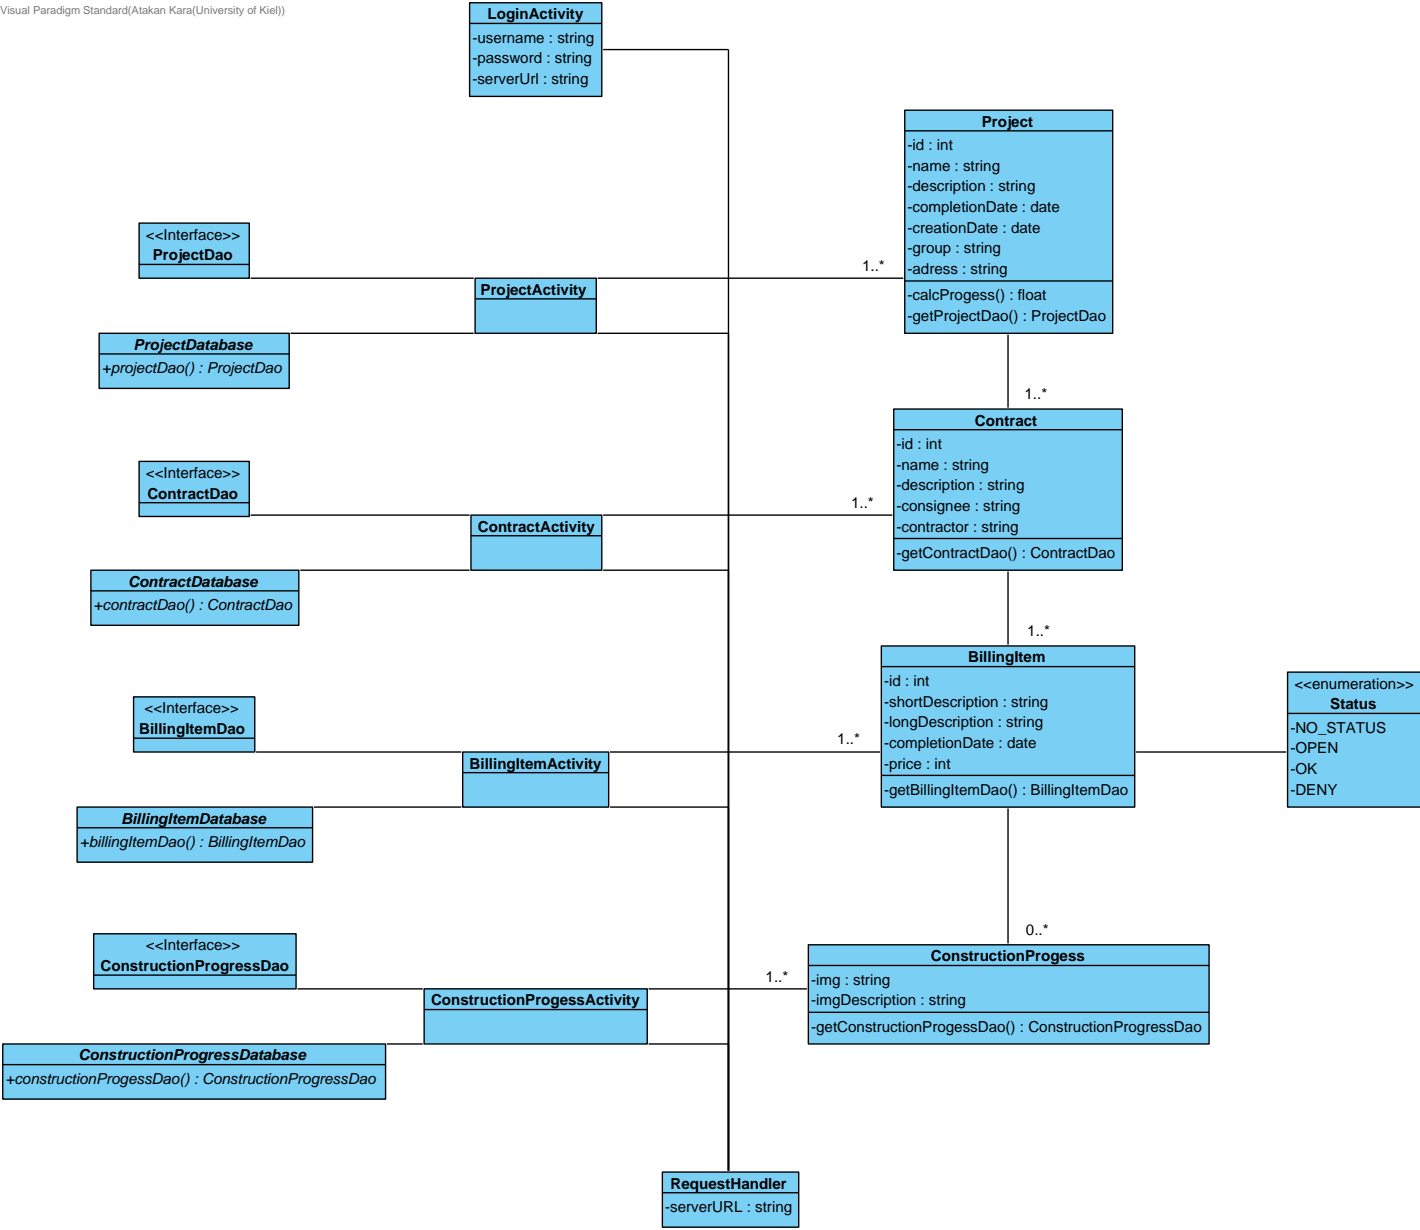 Visual Paradigm Standard(Atakan Kara(University of Kiel))
LoginActivity
-username : string
-password : string
-serverUrl : string
Project
-id : int
-name : string
-description : string
-completionDate : date
-creationDate : date
-group : string
-adress : string
-calcProgess() : float
-getProjectDao() : ProjectDao
<<Interface>>
ProjectDao
1..*
ProjectActivity
ProjectDatabase
+projectDao() : ProjectDao
1..*
Contract
-id : int
-name : string
-description : string
-consignee : string
-contractor : string
-getContractDao() : ContractDao
<<Interface>>
ContractDao
1..*
ContractActivity
ContractDatabase
+contractDao() : ContractDao
1..*
BillingItem
-id : int
-shortDescription : string
-longDescription : string
-completionDate : date
-price : int
-getBillingItemDao() : BillingItemDao
<<enumeration>>
Status
-NO_STATUS
-OPEN
-OK
-DENY
<<Interface>>
BillingItemDao
1..*
BillingItemActivity
BillingItemDatabase
+billingItemDao() : BillingItemDao
0..*
ConstructionProgess
-img : string
-imgDescription : string
-getConstructionProgessDao() : ConstructionProgressDao
<<Interface>>
ConstructionProgressDao
1..*
ConstructionProgessActivity
ConstructionProgressDatabase
+constructionProgessDao() : ConstructionProgressDao
RequestHandler
-serverURL : string